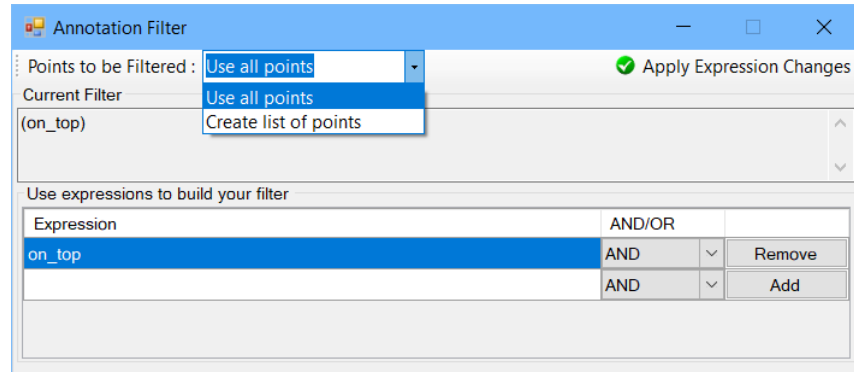 Annotation Filter
Points to be Filtered : Use all points
Apply Expression Changes
Use all points
Create list of points
Current Filter
(on_top)
Use expressions to build your filter
Expression AND/OR
on_top AND Remove
AND Add